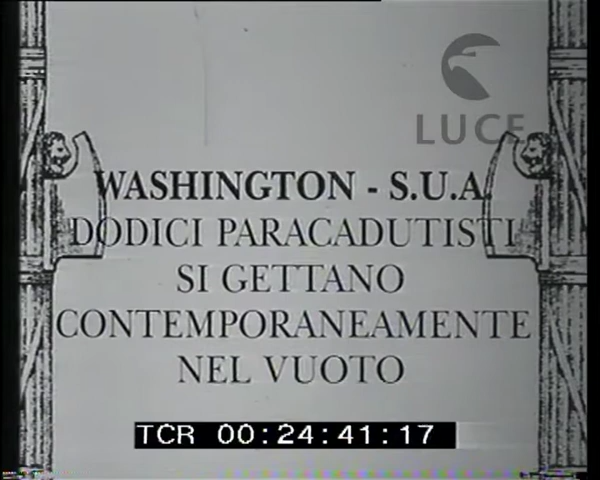 LUCE
WASHINGTON - S.U.A.
DODICI PARACADUTISTI
SI GETTANO
CONTEMPORANEAMENTE
NEL VUOTO
TCR 00:24:41:17